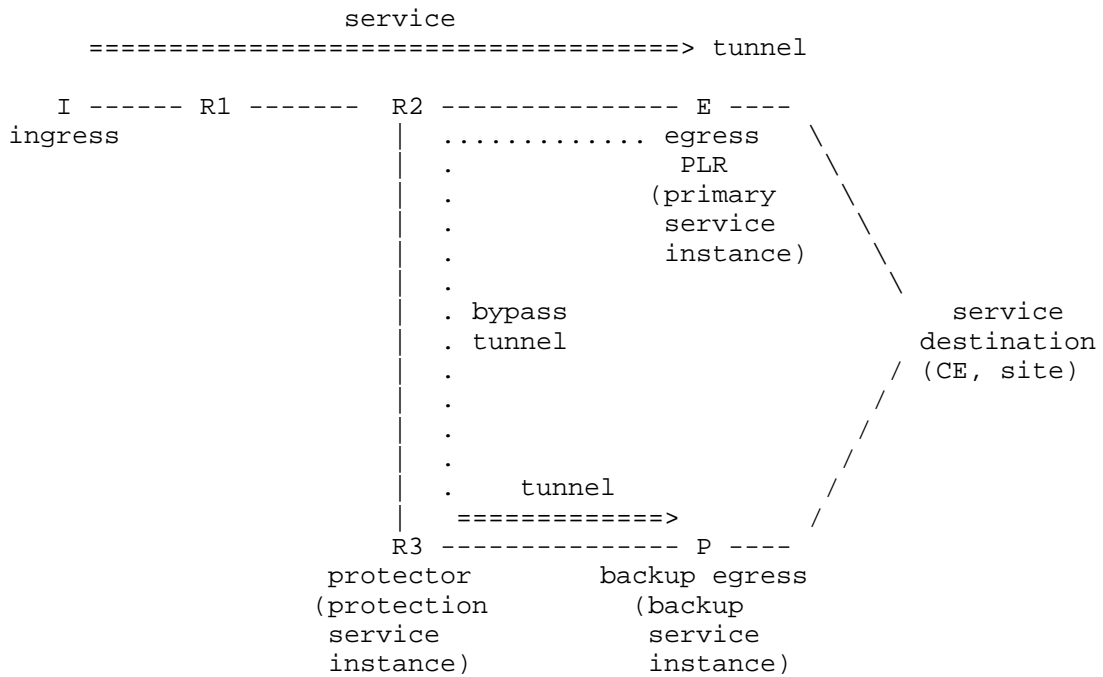 service
=====================================> tunnel
I ------ R1 ------- R2 --------------- E ----
ingress | ............. egress \
| . PLR \
| . (primary \
| . service \
| . instance) \
| . \
| . bypass service
| . tunnel destination
| . / (CE, site)
| . /
| . /
| . /
| . tunnel /
| =============> /
R3 --------------- P ----
protector backup egress
(protection (backup
service service
instance) instance)